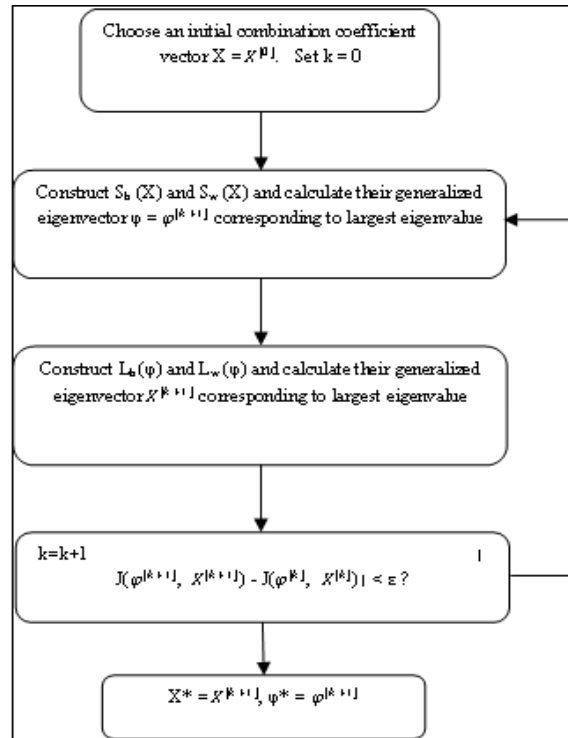 Choose an initial combination coefficient
vector X = X^[0]. Set k = 0
Construct S_b (X) and S_w (X) and calculate their generalized
eigenvector φ = φ^[k+1] corresponding to largest eigenvalue
Construct L_b(φ) and L_w(φ) and calculate their generalized
eigenvector X^[k+1] corresponding to largest eigenvalue
k=k+1 |
J(φ^[k+1], X^[k+1]) - J(φ^[k], X^[k]) | < ε ?
X* = X^[k+1], φ* = φ^[k+1]